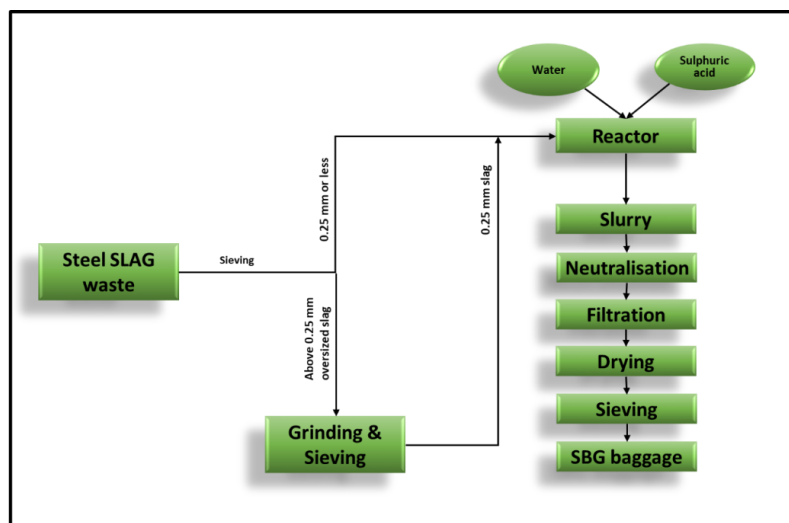 Water
Sulphuric
acid
Reactor
0.25 mm or less
0.25 mm slag
Slurry
Steel SLAG
waste
Sieving
Neutralisation
Above 0.25 mm
oversized slag
Filtration
Drying
Grinding &
Sieving
Sieving
SBG baggage